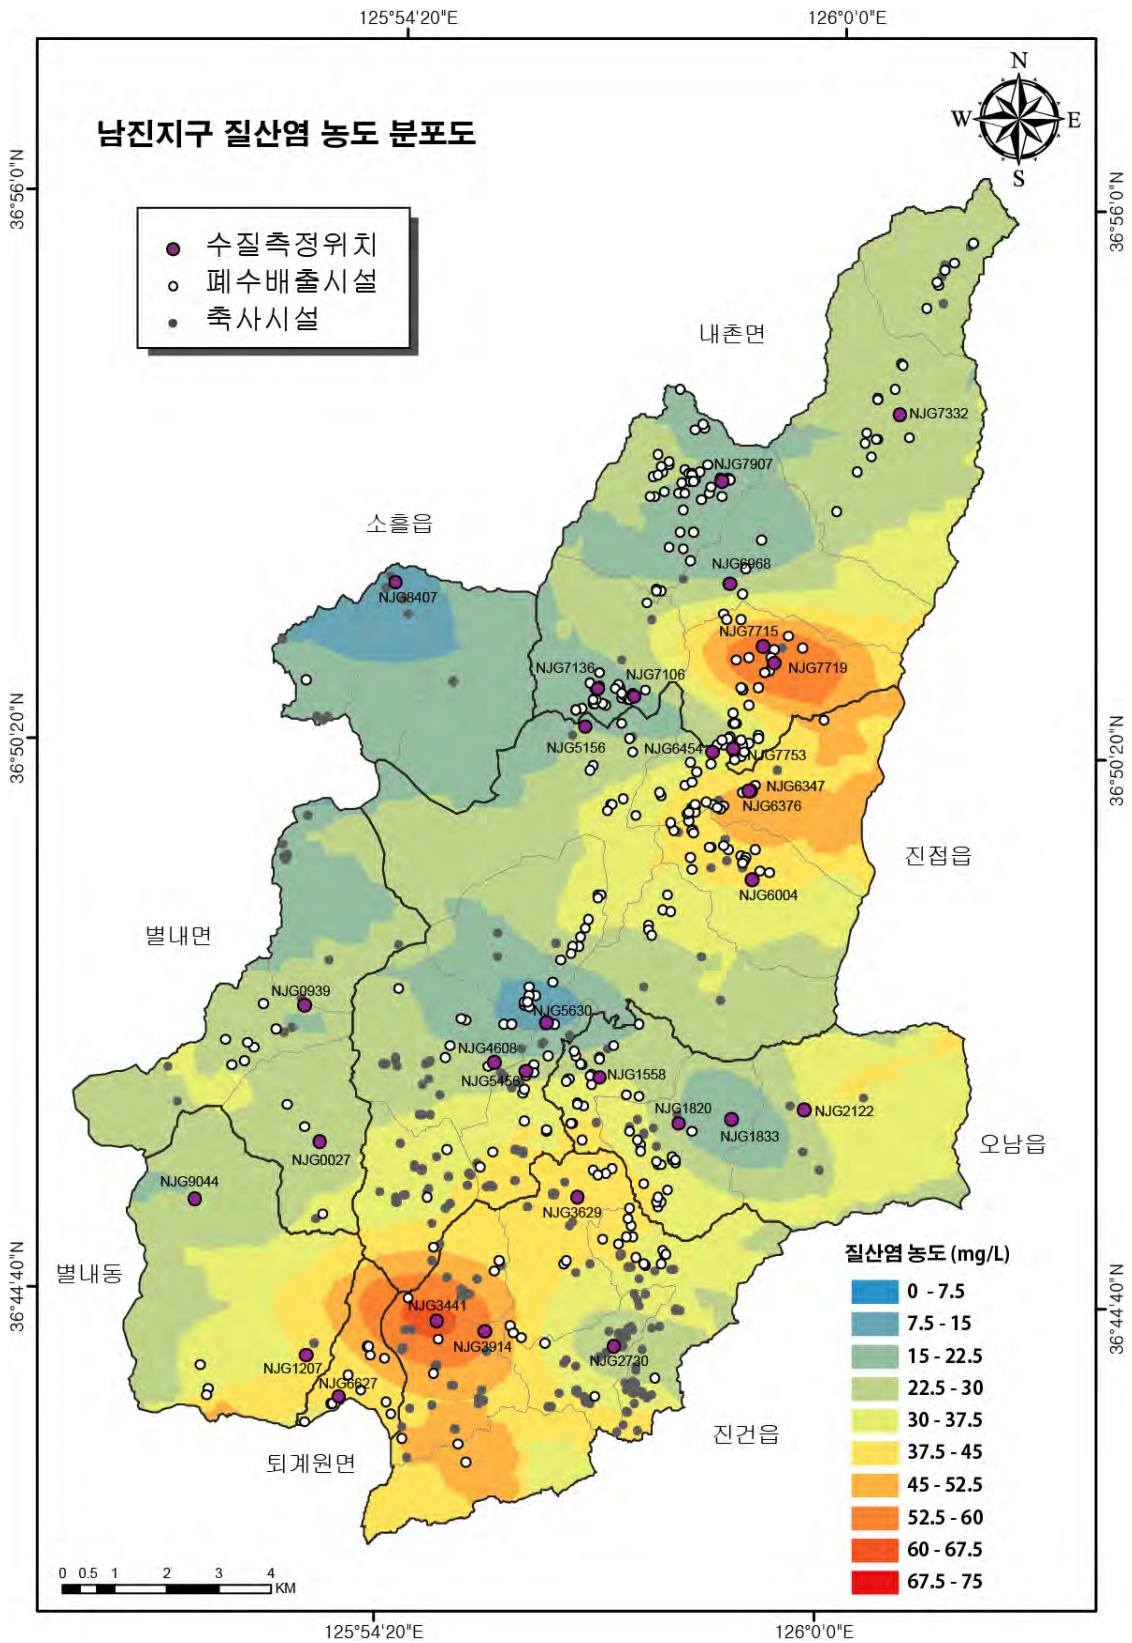 125°54'20"E
126°0'0"E
N
W
E
S
남진지구 질산염 농도 분포도
36°56'0"N
36°56'0"N
수질측정위치
폐수배출시설
축사시설
내촌면
NJG7332
NJG7907
소흘읍
NJG6968
NJG8407
NJG7715
NJG7719
NJG7136
NJG7106
36°50'20"N
36°50'20"N
NJG5156
NJG6454
NJG7753
NJG6347
NJG6376
진접읍
NJG6004
별내면
NJG0939
NJG5630
NJG4608
NJG5456
NJG1558
NJG1820
NJG1833
NJG2122
오남읍
NJG0027
NJG9044
NJG3629
별내동
36°44'40"N
36°44'40"N
NJG3441
NJG3914
NJG2730
NJG1207
NJG6627
진건읍
퇴계원면
질산염 농도 (mg/L)
0 - 7.5
7.5 - 15
15 - 22.5
22.5 - 30
30 - 37.5
37.5 - 45
45 - 52.5
52.5 - 60
60 - 67.5
67.5 - 75
0 0.5 1 2 3 4
KM
125°54'20"E
126°0'0"E